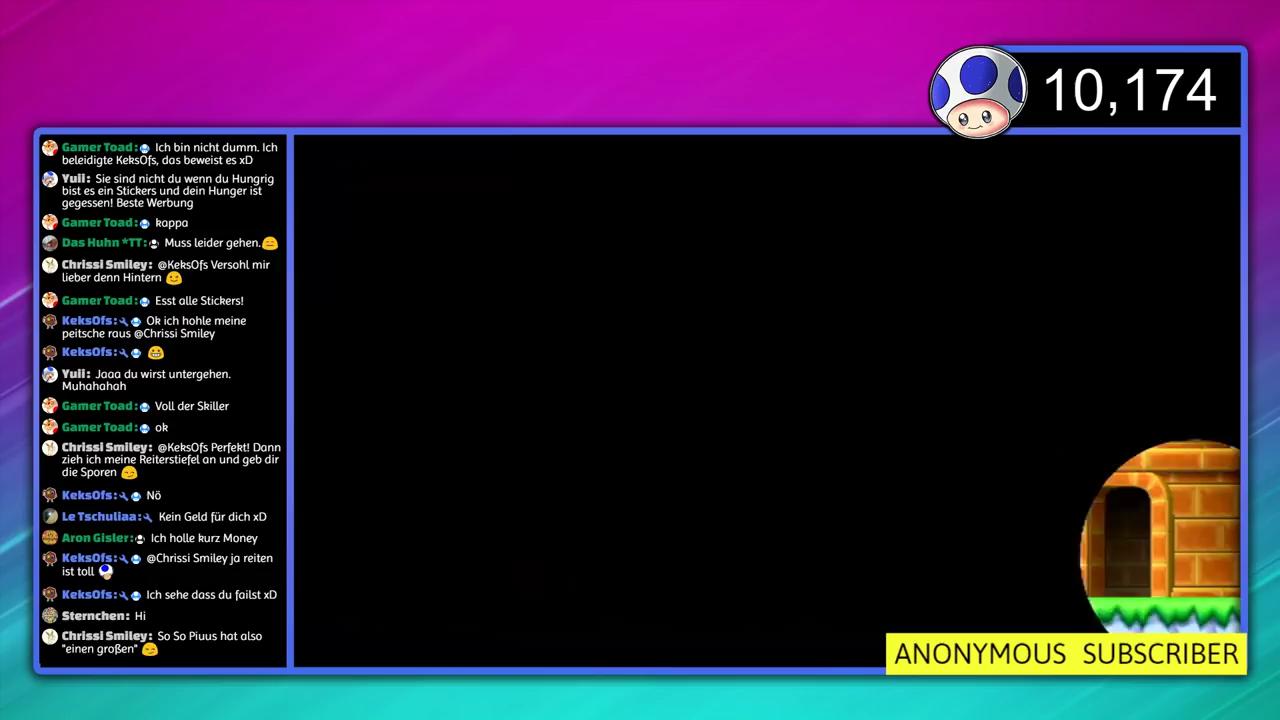 10,174
Gamer Toad: Ich bin nicht dumm. Ich
beleidigte KeksOfs, das beweist es xD
Yuii: Sie sind nicht du wenn du Hungrig
bist es ein Stickers und dein Hunger ist
gegessen! Beste Werbung
Gamer Toad: kappa
Das Huhn *TT: Muss leider gehen.
Chrissi Smiley: @KeksOfs Versohl mir
lieber denn Hintern
Gamer Toad: Esst alle Stickers!
KeksOfs: Ok ich hohle meine
peitsche raus @Chrissi Smiley
KeksOfs:
Yuii: Jaaa du wirst untergehen.
Muhahahah
Gamer Toad: Voll der Skiller
Gamer Toad: ok
Chrissi Smiley: @KeksOfs Perfekt! Dann
zieh ich meine Reiterstiefel an und geb dir
die Sporen
KeksOfs: Nö
Le Tschuliaa: Kein Geld für dich xD
Aron Gisler: Ich holle kurz Money
KeksOfs: @Chrissi Smiley ja reiten
ist toll
KeksOfs: Ich sehe dass du failst xD
Sternchen: Hi
Chrissi Smiley: So So Piuus hat also
"einen großen"
ANONYMOUS SUBSCRIBER